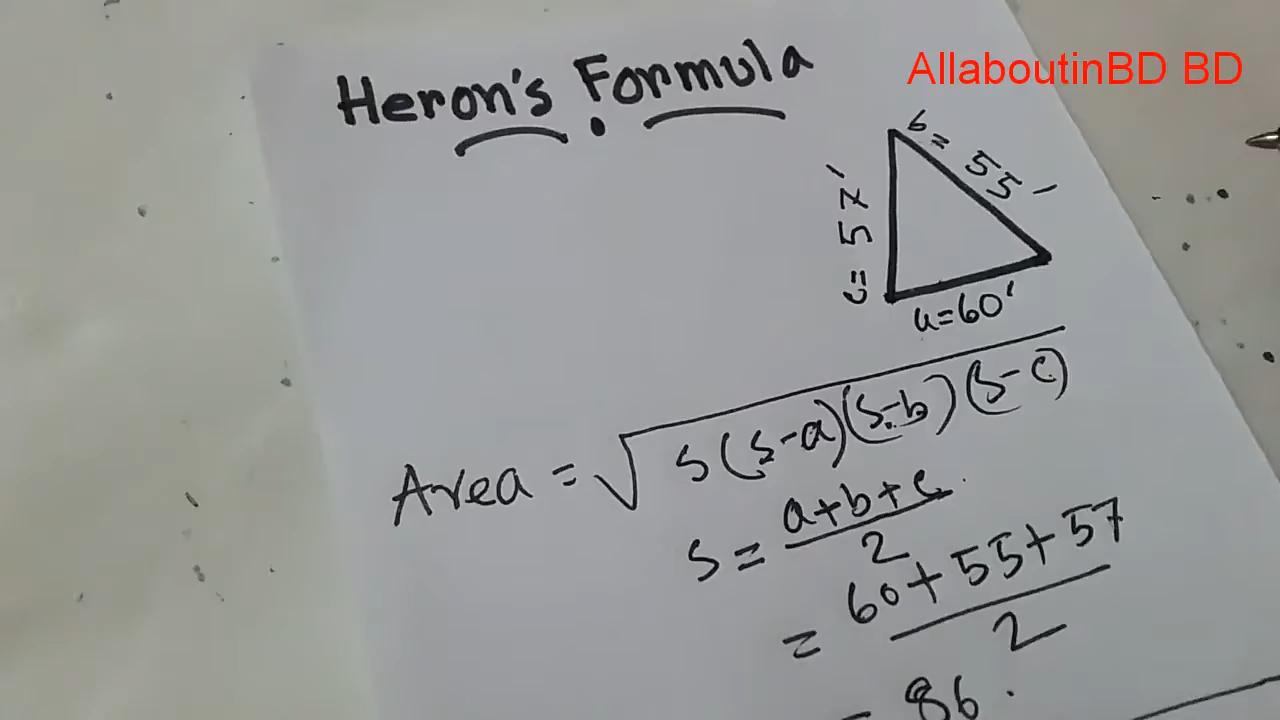 Heron's Formula
AllaboutinBD BD
b = 55'
c = 57'
a=60'
Area = √s(s-a)(s-b)(s-c)
s = a+b+c
2
= 60+55+57
2
= 86.